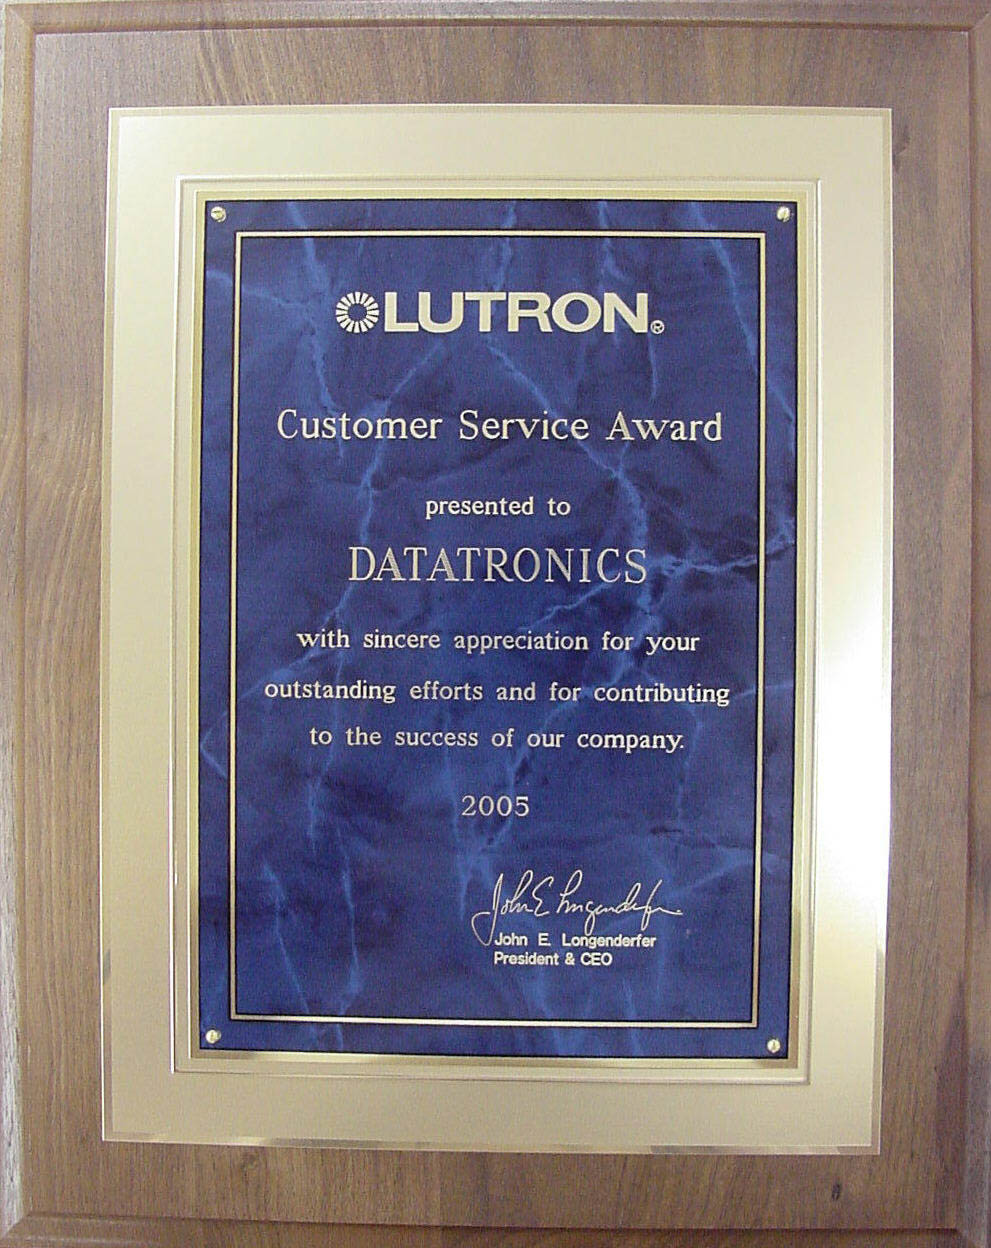 LUTRON®
Customer Service Award
presented to
DATATRONICS
with sincere appreciation for your
outstanding efforts and for contributing
to the success of our company.
2005
John E Longenderfer
John E. Longenderfer
President & CEO